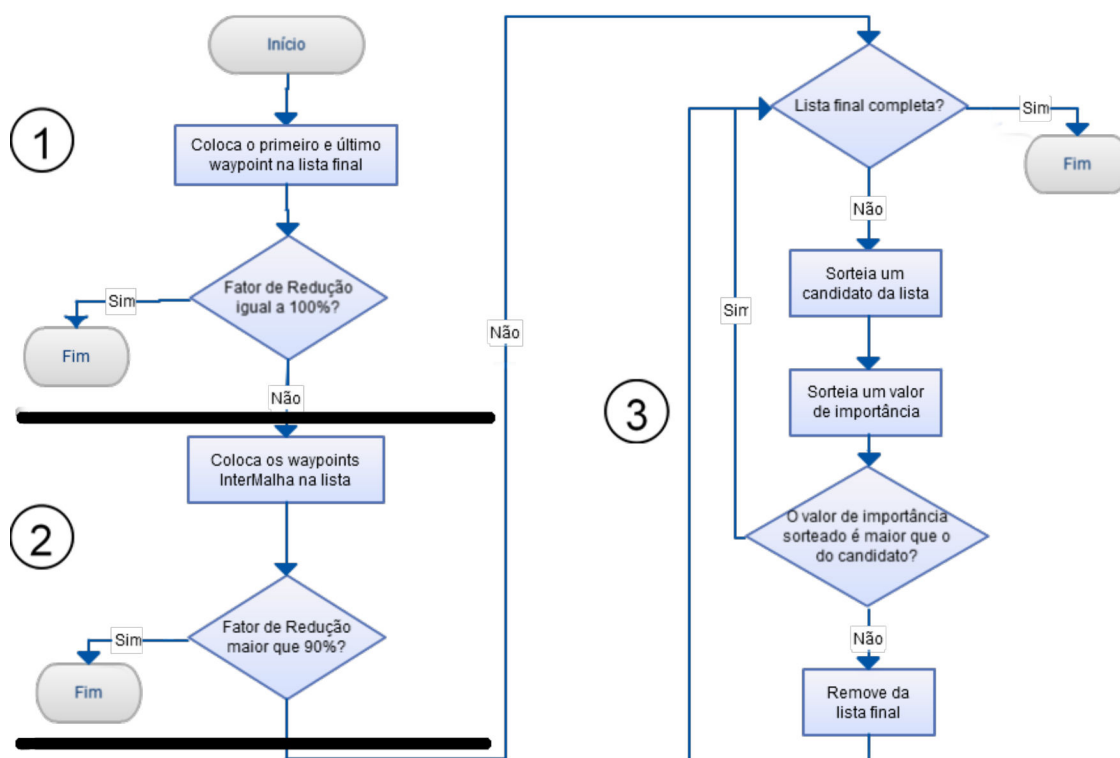 Início
1
Coloca o primeiro e último
waypoint na lista final
Fator de Redução
igual a 100%?
Sim
Fim
Não
Coloca os waypoints
InterMalha na lista
2
Fator de Redução
maior que 90%?
Sim
Fim
Não
Lista final completa?
Sim
Fim
Não
Sorteia um
candidato da lista
Sim
Sorteia um valor
de importância
3
O valor de importância
sorteado é maior que o
do candidato?
Não
Remove da
lista final